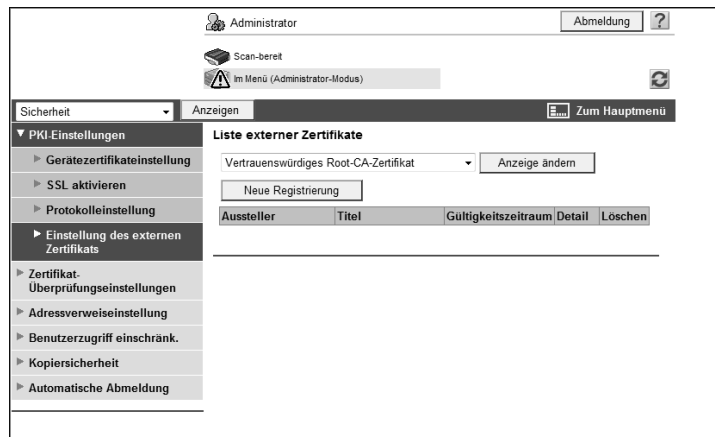 Administrator
Abmeldung
?
Scan-bereit
Im Menü (Administrator-Modus)
Sicherheit
Anzeigen
Zum Hauptmenü
PKI-Einstellungen
Gerätezertifikateinstellung
SSL aktivieren
Protokolleinstellung
Einstellung des externen
Zertifikats
Zertifikat-
Überprüfungseinstellungen
Adressverweiseinstellung
Benutzerzugriff einschränk.
Kopiersicherheit
Automatische Abmeldung
Liste externer Zertifikate
Vertrauenswürdiges Root-CA-Zertifikat
Anzeige ändern
Neue Registrierung
Aussteller Titel Gültigkeitszeitraum Detail Löschen